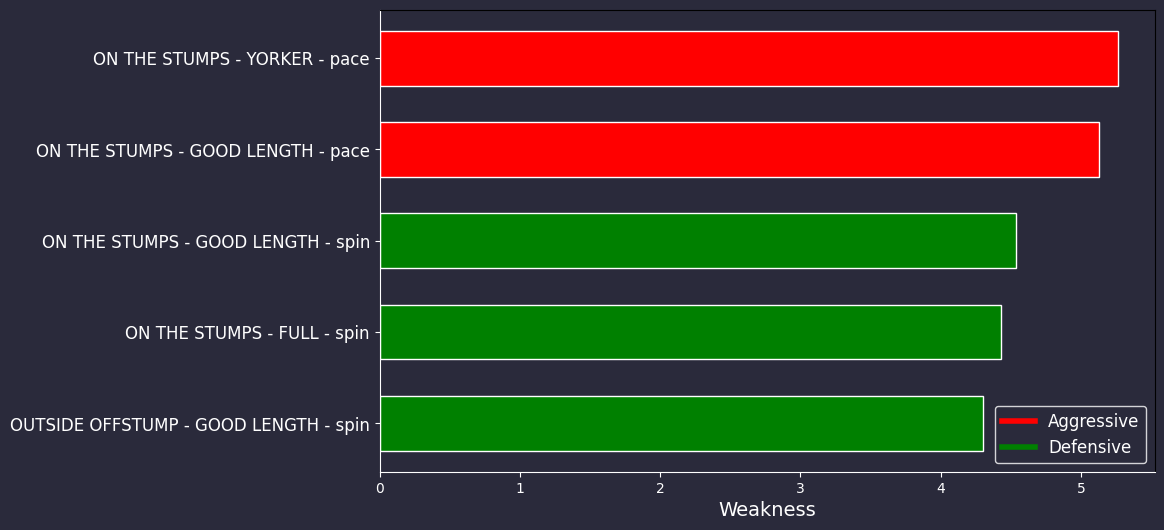 ON THE STUMPS - YORKER - pace
ON THE STUMPS - GOOD LENGTH - pace
ON THE STUMPS - GOOD LENGTH - spin
ON THE STUMPS - FULL - spin
OUTSIDE OFFSTUMP - GOOD LENGTH - spin
Aggressive
Defensive
0 1 2 3 4 5
Weakness